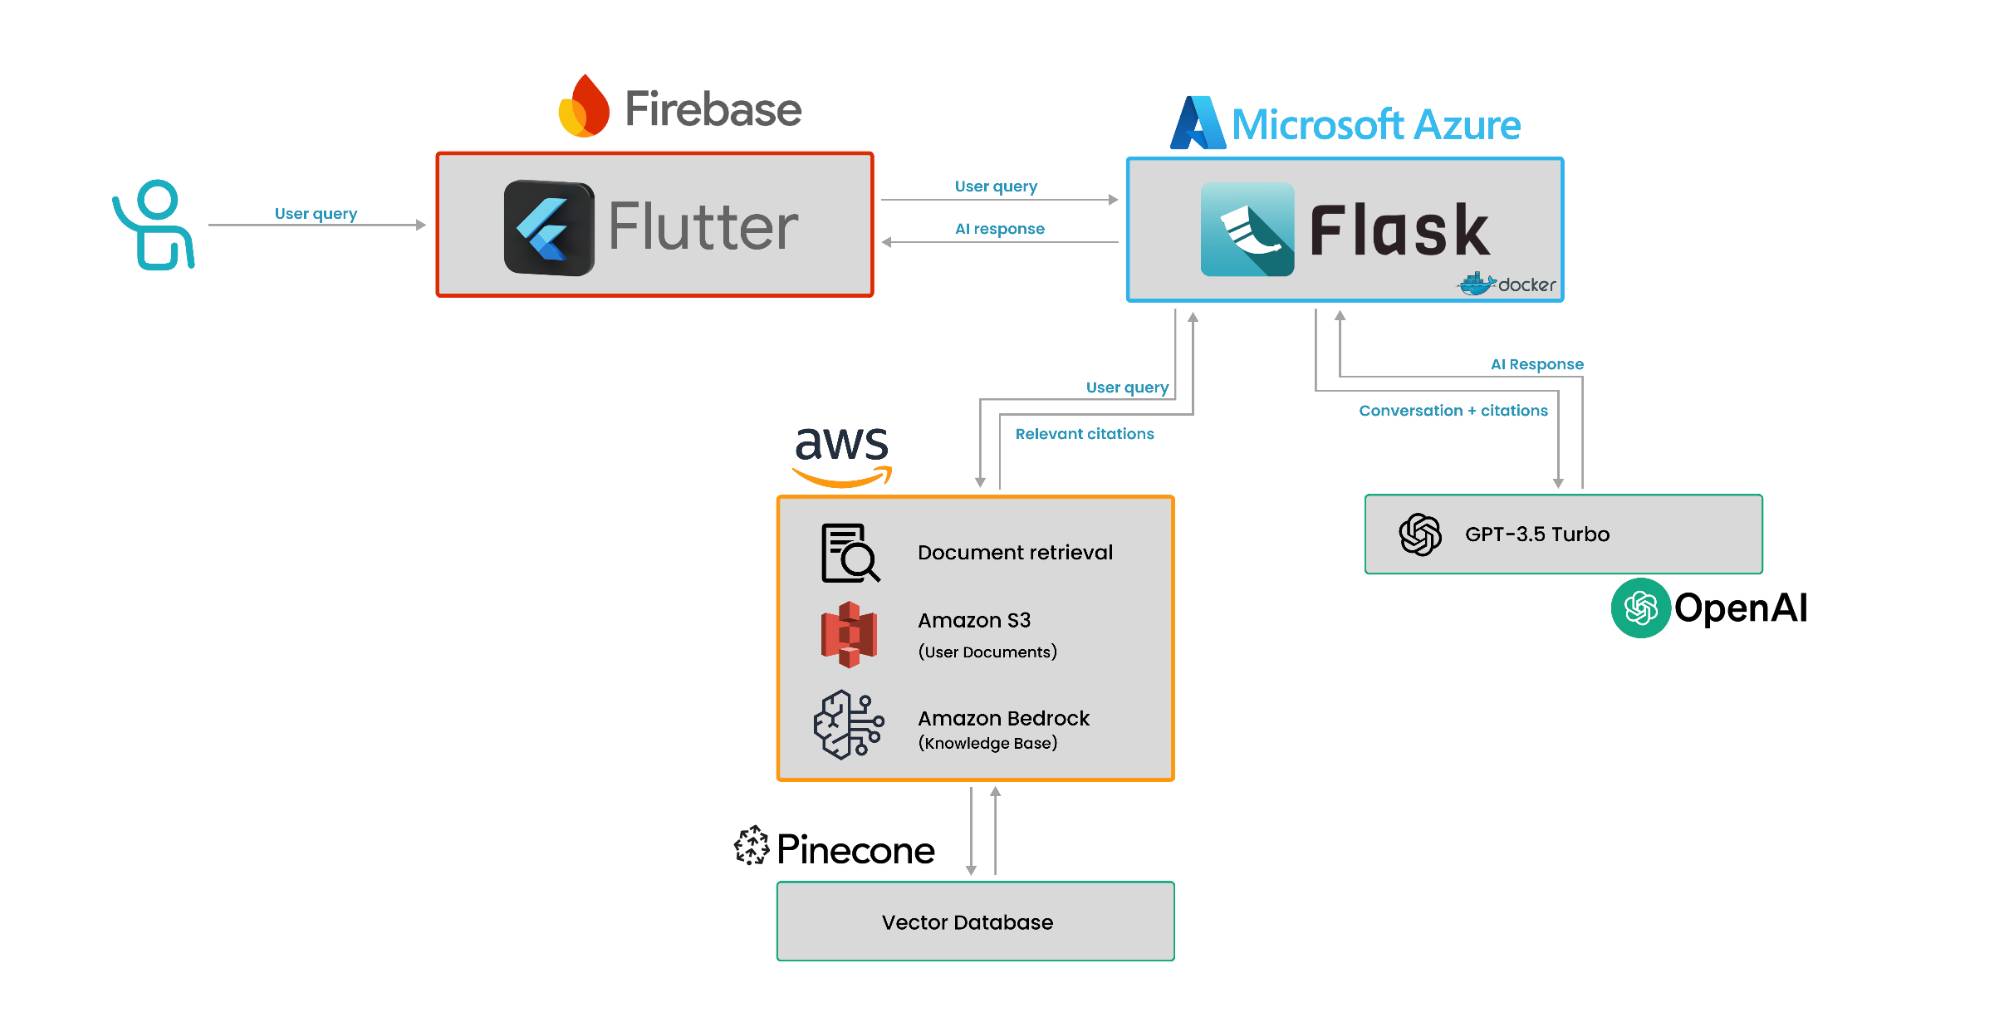 Firebase
Microsoft Azure
Flutter
User query
User query
AI response
Flask
docker
AI Response
User query
Conversation + citations
Relevant citations
aws
Document retrieval
Amazon S3
(User Documents)
Amazon Bedrock
(Knowledge Base)
GPT-3.5 Turbo
OpenAI
Pinecone
Vector Database